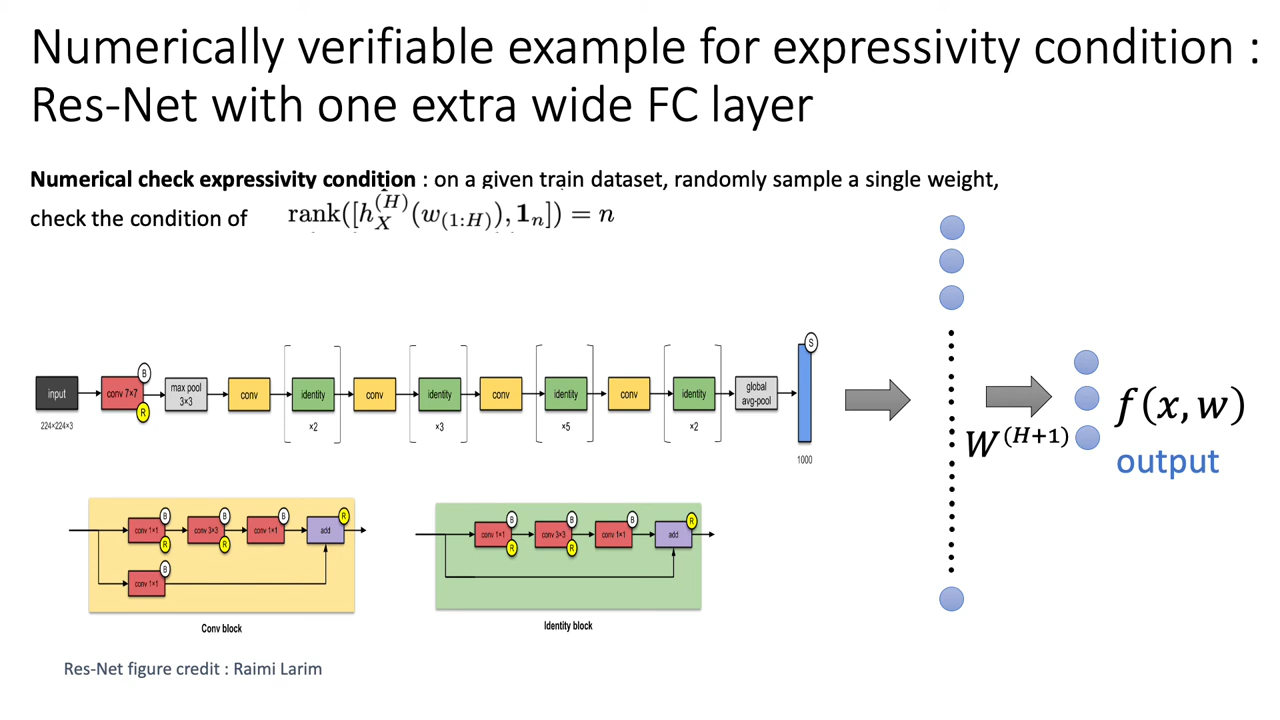 Numerically verifiable example for expressivity condition :
Res-Net with one extra wide FC layer
Numerical check expressivity condition : on a given train dataset, randomly sample a single weight,
check the condition of rank([h_X^{(H)}(w_{(1:H)}), 𝟏_n]) = n
input
224×224×3
conv 7×7
B
R
max pool
3×3
conv
identity
×2
conv
identity
×3
conv
identity
×5
conv
identity
×2
global
avg-pool
S
1000
W^{(H+1)}
f(x, w)
output
conv 1×1
B
R
conv 3×3
B
R
conv 1×1
B
add
R
conv 1×1
B
Conv block
conv 1×1
B
R
conv 3×3
B
R
conv 1×1
B
add
R
Identity block
Res-Net figure credit : Raimi Larim